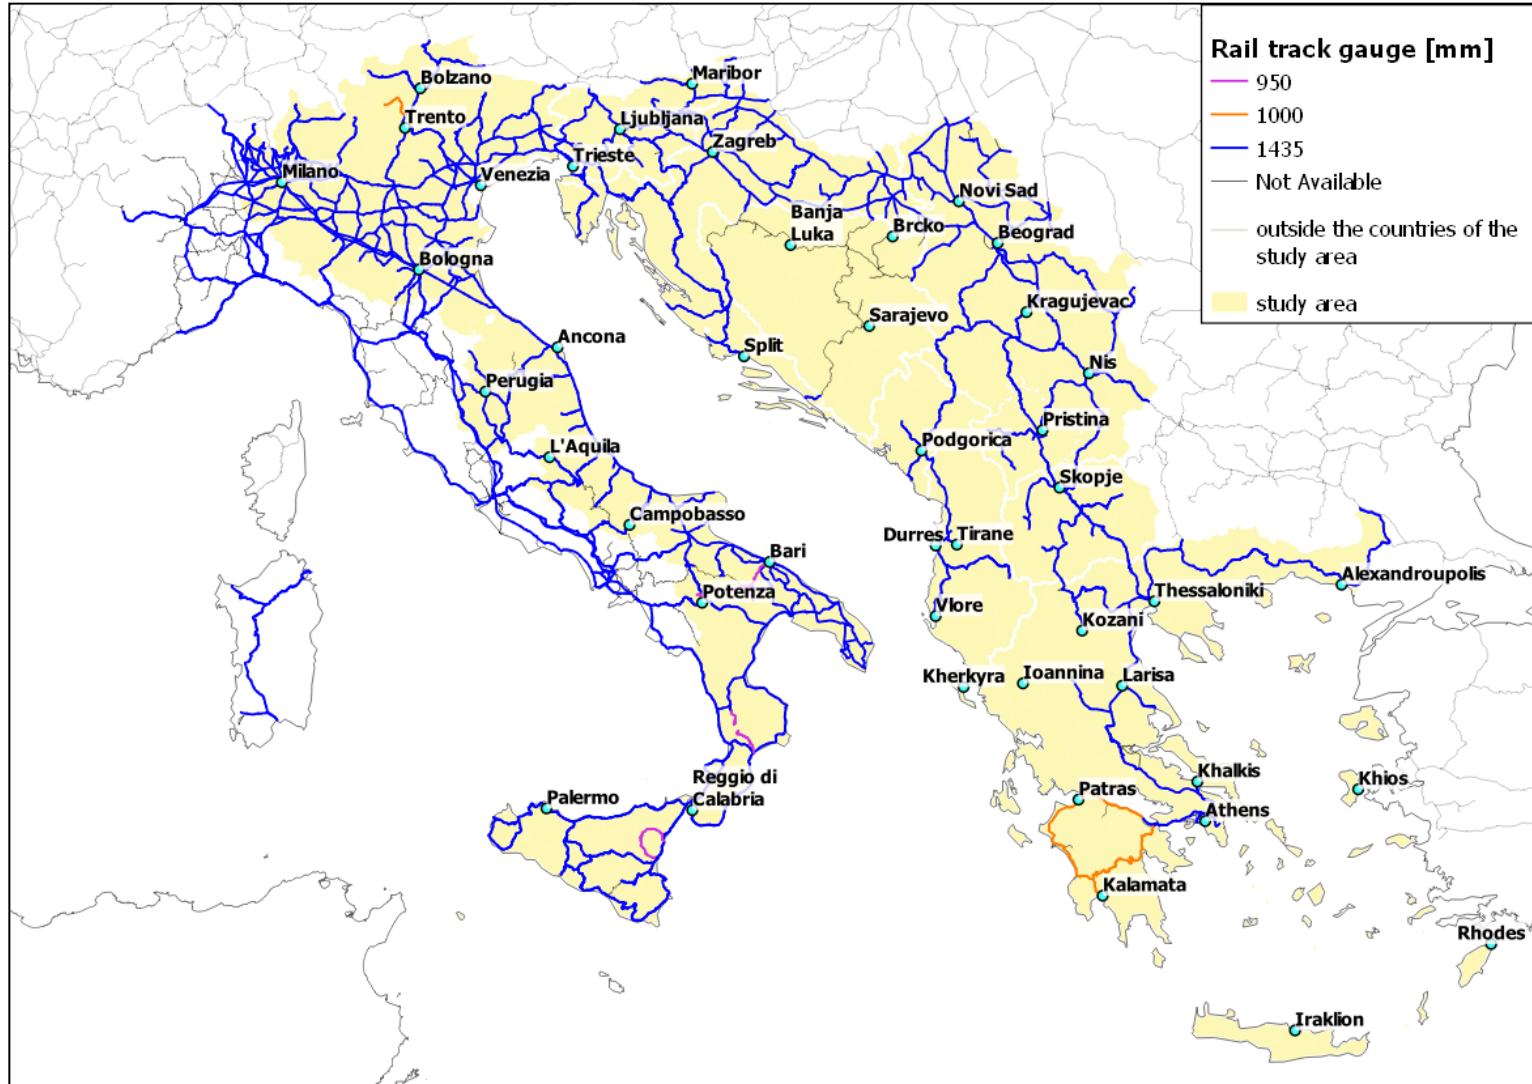 Rail track gauge [mm]
950
1000
1435
Not Available
outside the countries of the
study area
study area
Bolzano
Maribor
Trento
Ljubljana
Zagreb
Trieste
Milano
Venezia
Novi Sad
Banja
Luka
Brcko
Beograd
Bologna
Kragujevac
Sarajevo
Ancona
Split
Nis
Perugia
Pristina
Podgorica
L'Aquila
Skopje
Campobasso
Durres
Tirane
Bari
Alexandroupolis
Potenza
Thessaloniki
Vlore
Kozani
Kherkyra
Ioannina
Larisa
Reggio di
Calabria
Khalkis
Khios
Palermo
Patras
Athens
Kalamata
Rhodes
Iraklion